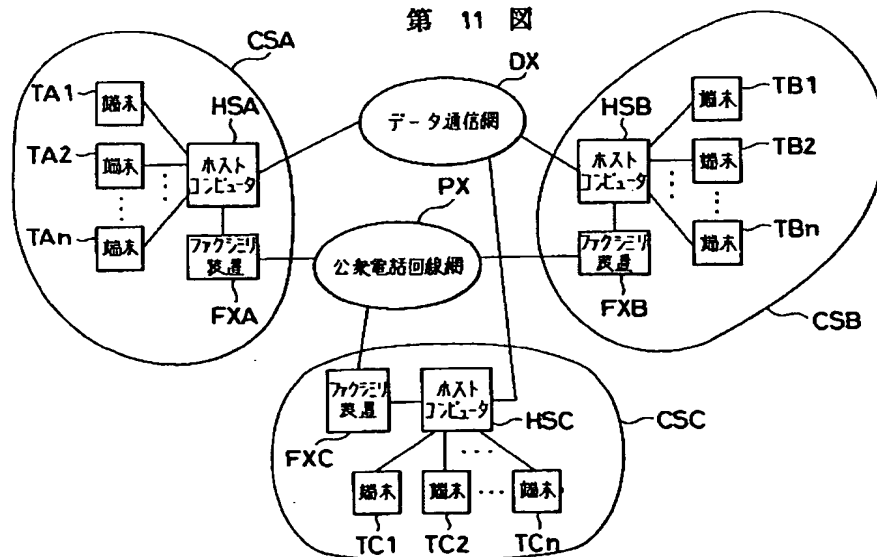 第 11 図
CSA
TA1
端末
HSA
TA2
端末
ホスト
コンピュータ
TAn
端末
ファクシミリ
装置
FXA
DX
データ通信網
PX
公衆電話回線網
HSB
ホスト
コンピュータ
端末
TB1
端末
TB2
端末
TBn
ファクシミリ
装置
FXB
CSB
ファクシミリ
装置
FXC
ホスト
コンピュータ
HSC
CSC
端末
端末
端末
TC1
TC2
TCn